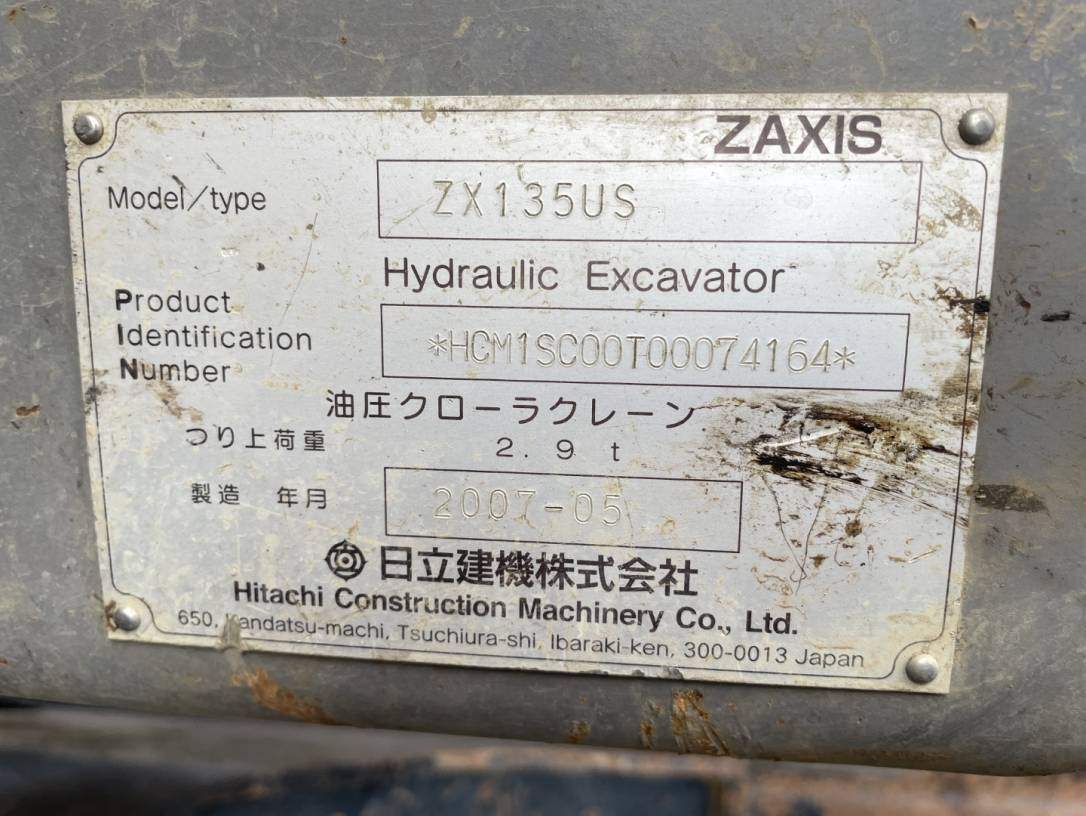 ZAXIS
Model/type ZX135US
Hydraulic Excavator
Product
Identification
Number *HCM1SC00T00074164*
油圧クローラクレーン
つり上荷重 2.9 t
製造 年月 2007-05
日立建機株式会社
Hitachi Construction Machinery Co., Ltd.
650, Kandatsu-machi, Tsuchiura-shi, Ibaraki-ken, 300-0013 Japan